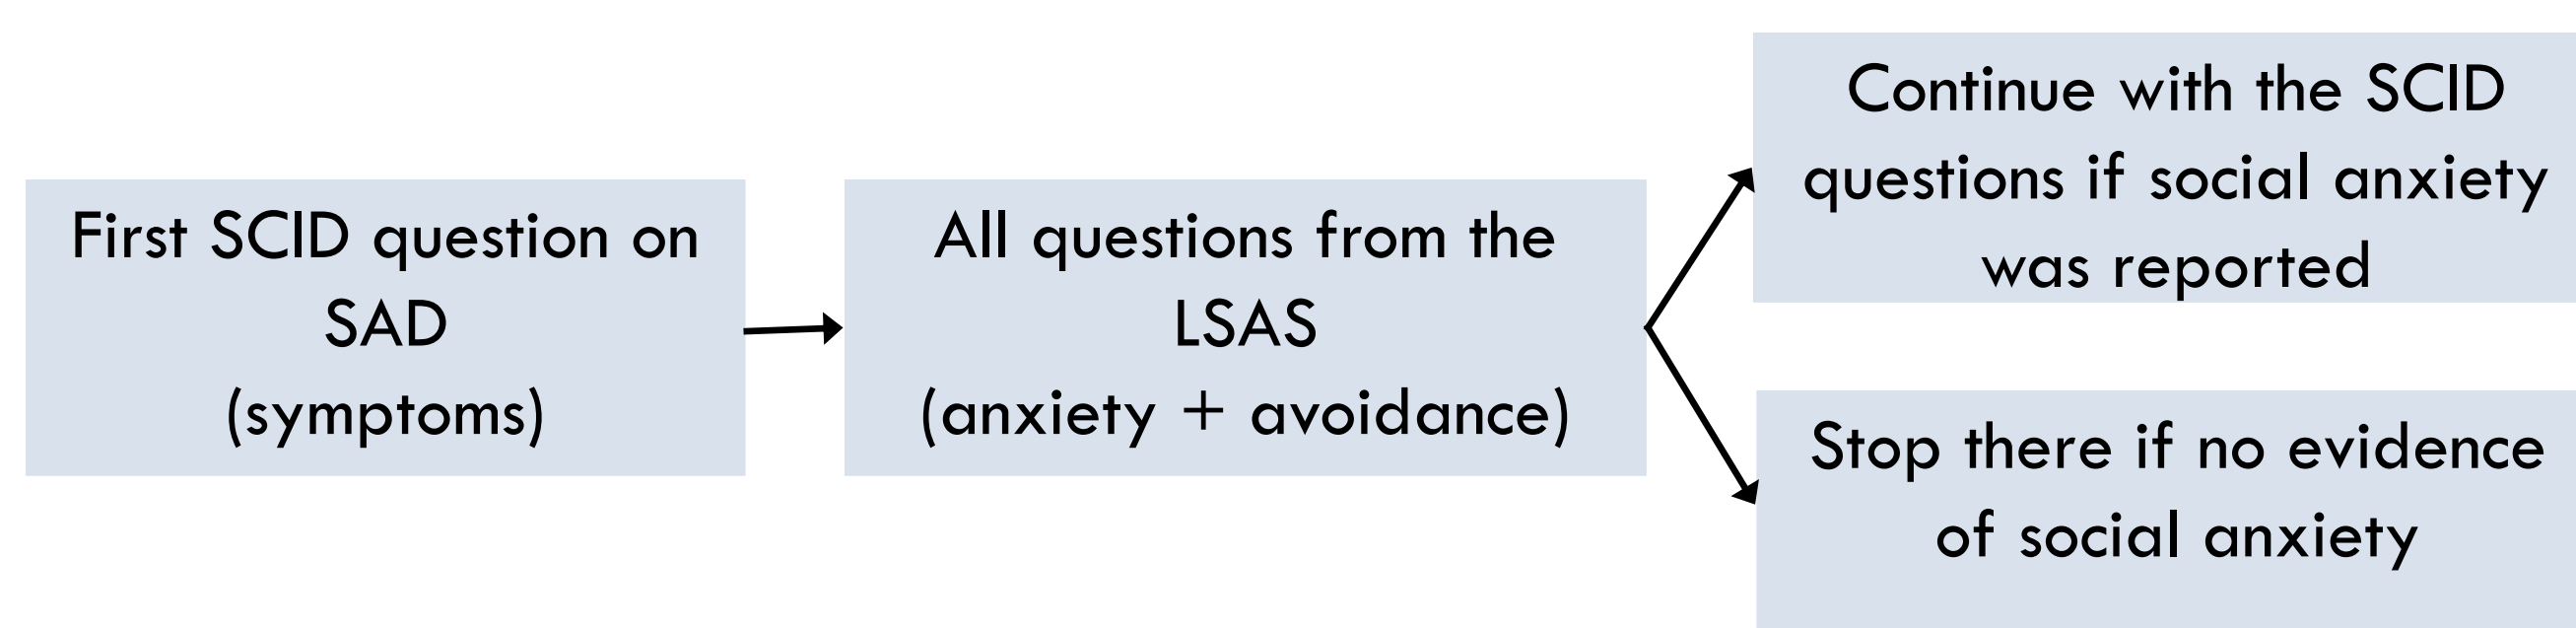 First SCID question on
SAD
(symptoms)
All questions from the
LSAS
(anxiety + avoidance)
Continue with the SCID
questions if social anxiety
was reported
Stop there if no evidence
of social anxiety